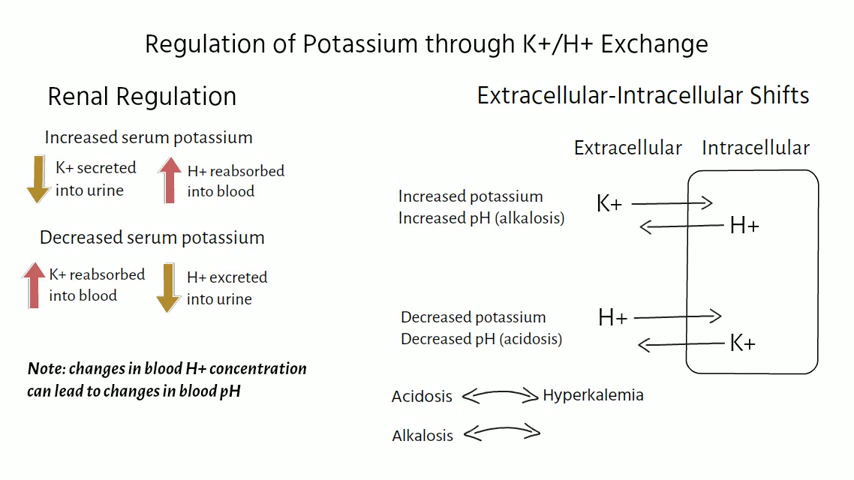 Regulation of Potassium through K+/H+ Exchange
Renal Regulation
Increased serum potassium
K+ secreted
into urine
H+ reabsorbed
into blood
Decreased serum potassium
K+ reabsorbed
into blood
H+ excreted
into urine
Note: changes in blood H+ concentration
can lead to changes in blood pH
Extracellular-Intracellular Shifts
Extracellular
Intracellular
Increased potassium
Increased pH (alkalosis)
K+
H+
Decreased potassium
Decreased pH (acidosis)
H+
K+
Acidosis
Hyperkalemia
Alkalosis